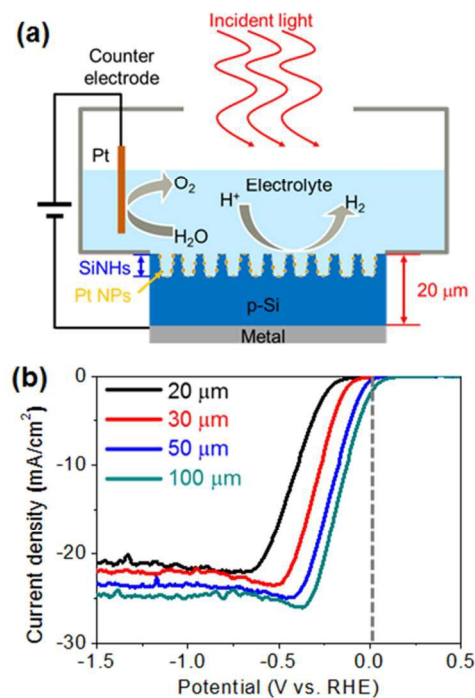 (a)
Incident light
Counter
electrode
Pt
O₂
Electrolyte
H⁺
H₂
H₂O
SiNHs
Pt NPs
20 μm
p-Si
Metal
(b)
0
20 μm
30 μm
50 μm
100 μm
-10
-20
-30
Current density (mA/cm²)
-1.5
-1.0
-0.5
0.0
0.5
Potential (V vs. RHE)